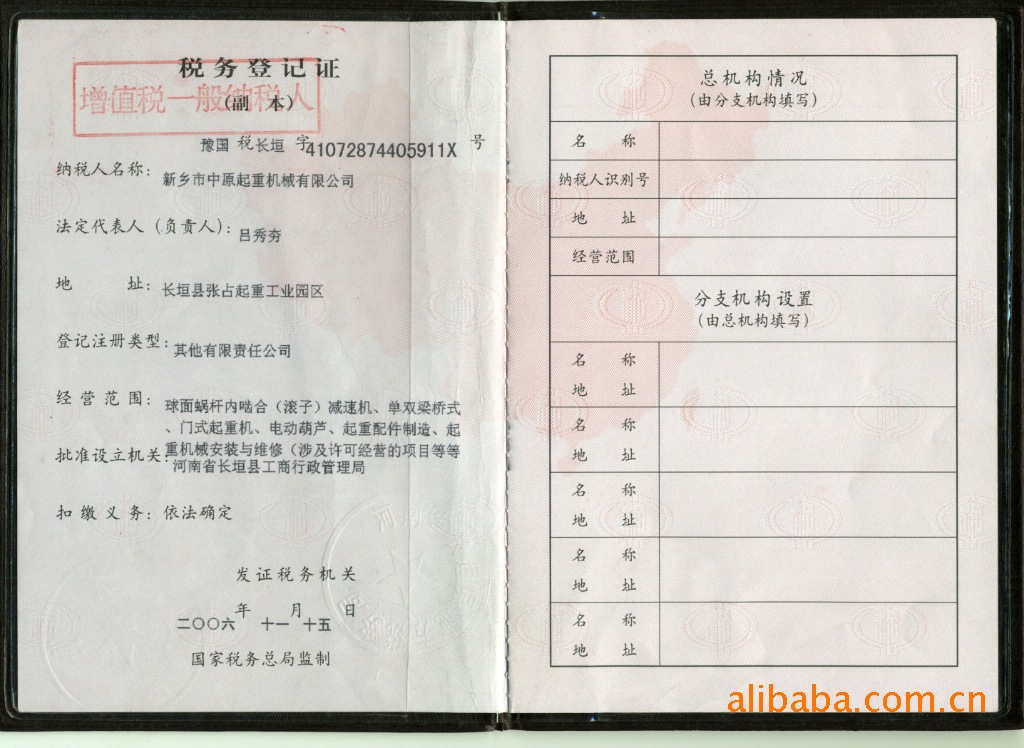 税务登记证
增值税一般纳税人
(副 本)
豫国 税 长垣 字 41072874405911X 号
纳税人名称: 新乡市中原起重机械有限公司
法定代表人(负责人): 吕秀夯
地 址: 长垣县张占起重工业园区
登记注册类型: 其他有限责任公司
经营范围: 球面蜗杆内啮合(滚子)减速机、单双梁桥式
、门式起重机、电动葫芦、起重配件制造、起
重机械安装与维修(涉及许可经营的项目等等
批准设立机关: 河南省长垣县工商行政管理局
扣缴义务: 依法确定
发证税务机关
二〇〇六 年 十一 月 十五 日
国家税务总局监制
总机构情况
(由分支机构填写)
名 称
纳税人识别号
地 址
经营范围
分支机构设置
(由总机构填写)
名 称
地 址
名 称
地 址
名 称
地 址
名 称
地 址
名 称
地 址
alibaba.com.cn